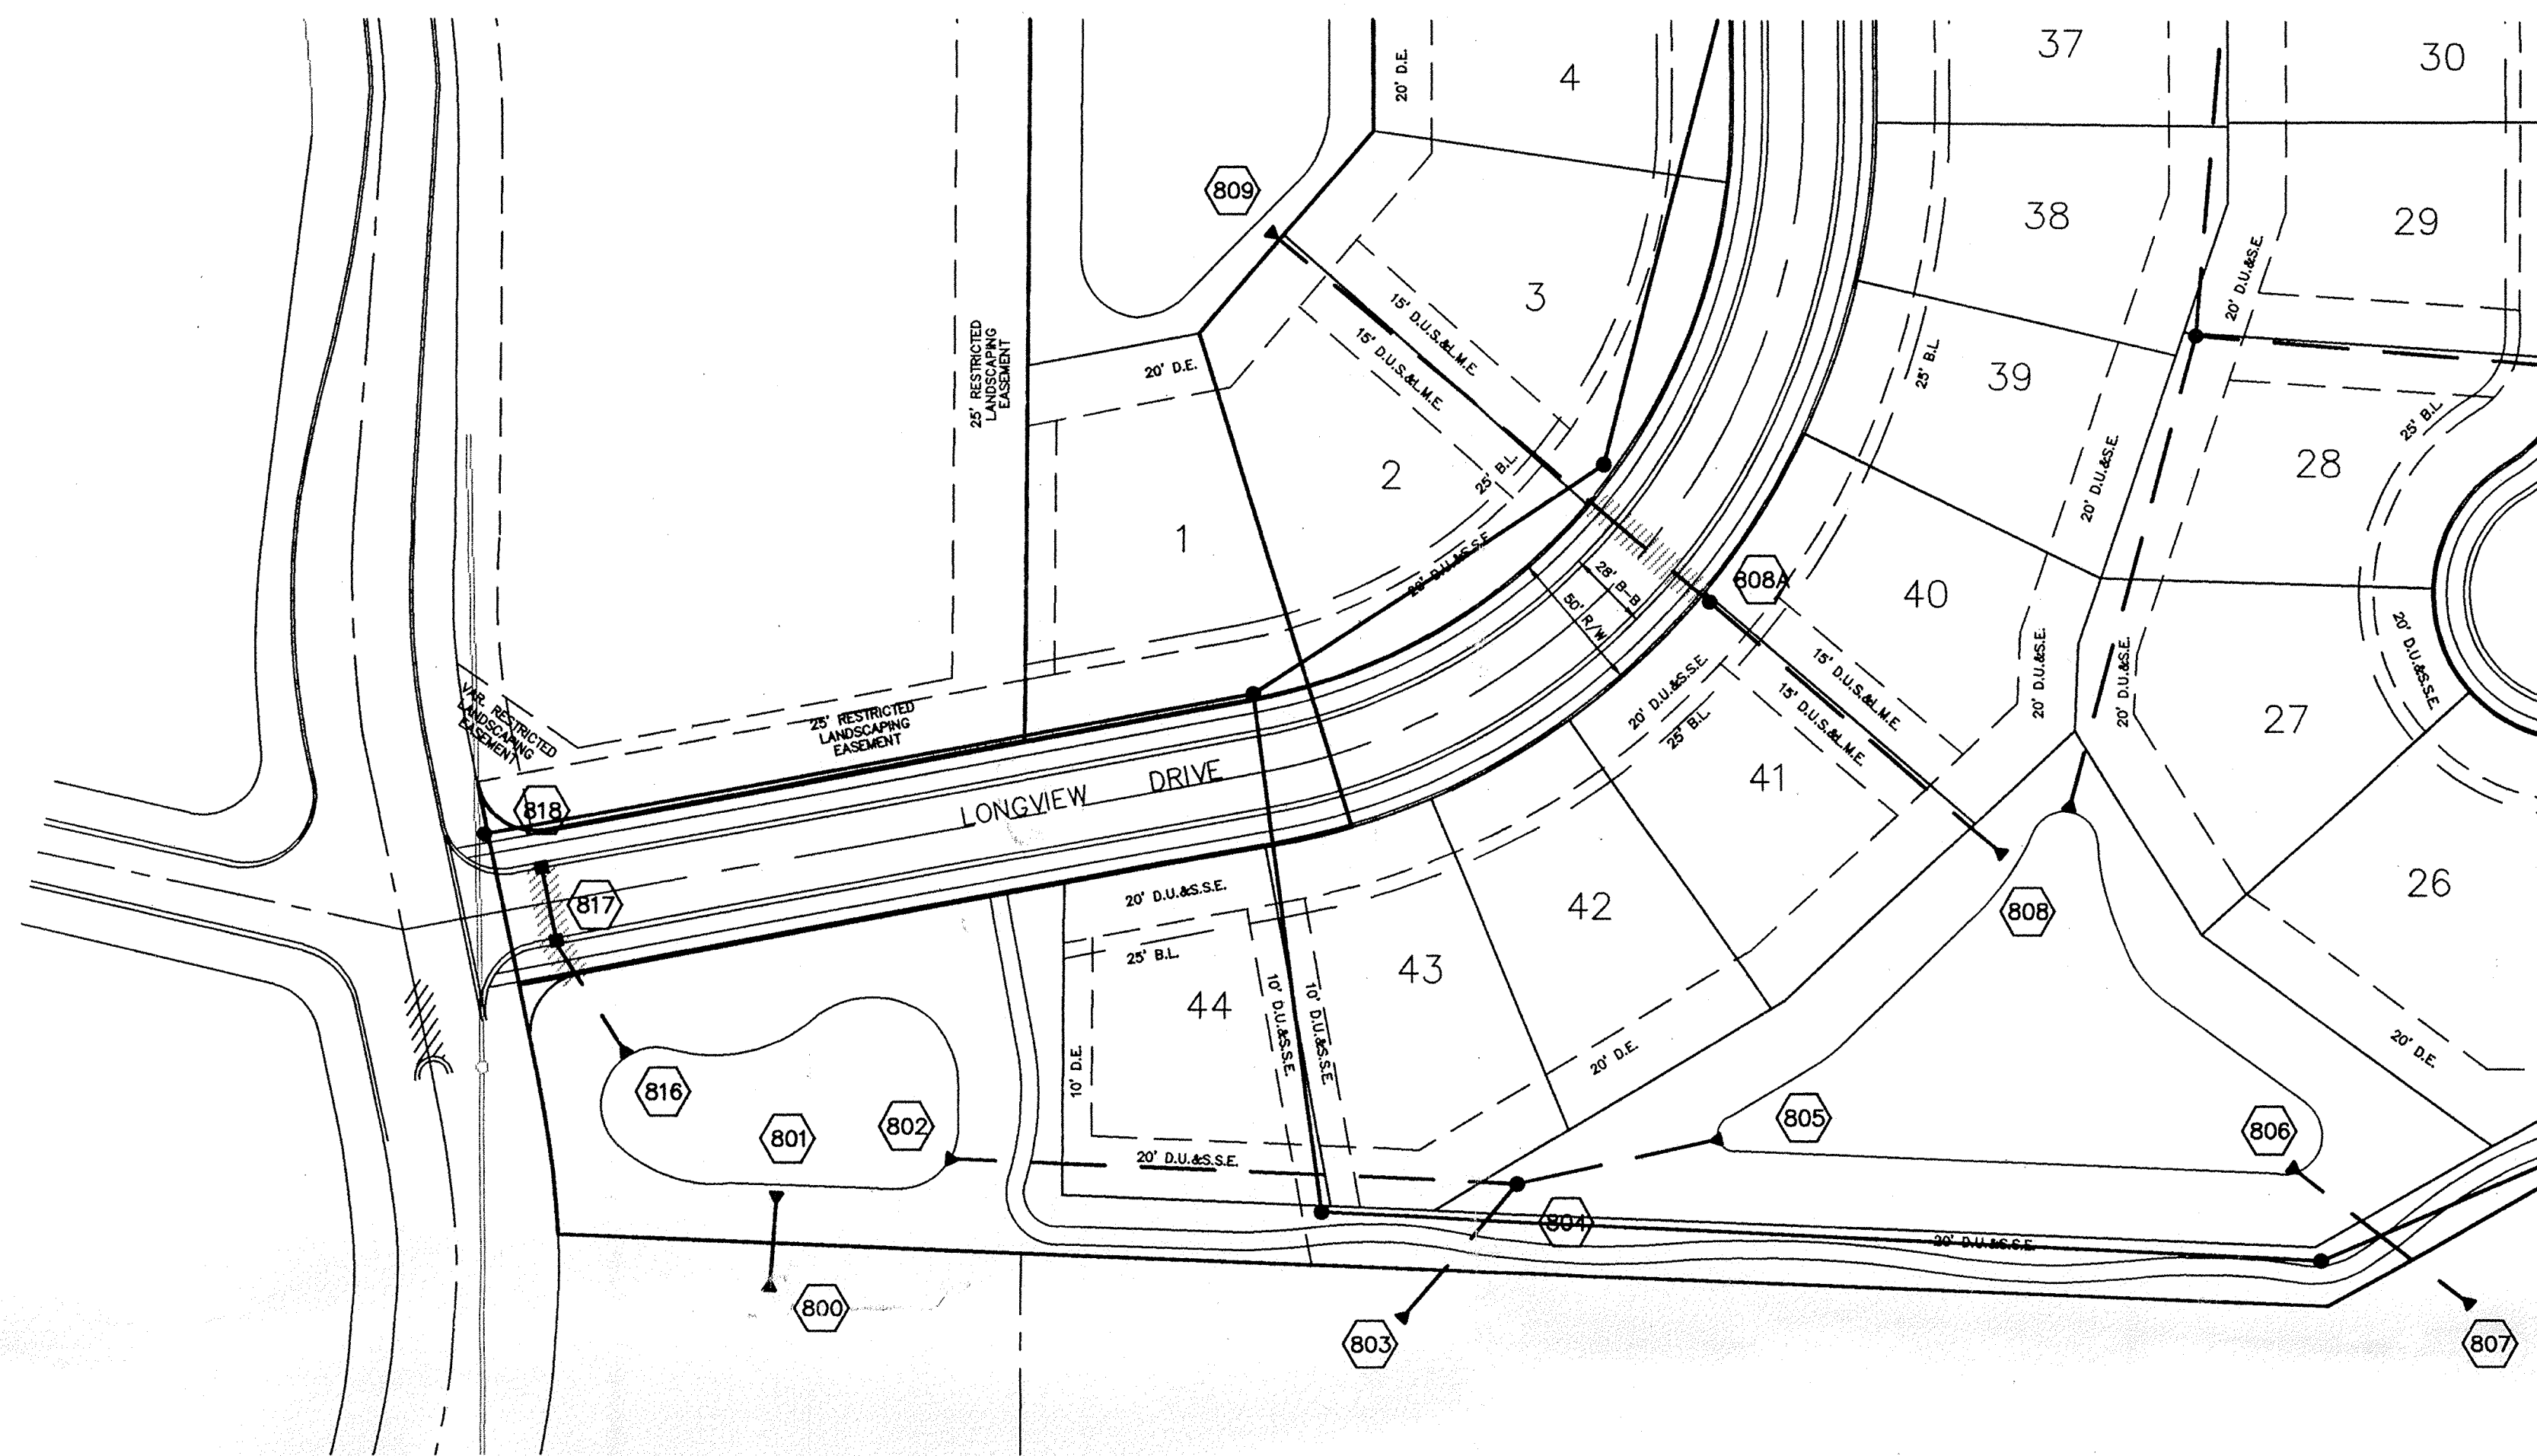 37
30
4
20' D.E.
809
38
29
20' D.U.&S.E.
3
15' D.U.S.&L.M.E
15' D.U.S.&L.M.E.
25' RESTRICTED
LANDSCAPING
EASEMENT
20' D.E.
39
25' B.L.
25' B.L.
28
2
25' B.L.
20' D.U.&S.E.
1
20' D.U.&S.S.E.
28' B-B
50' R/W
808A
40
20' D.U.&S.S.E.
15' D.U.S.&L.M.E.
15' D.U.S.&L.M.E.
20' D.U.&S.E.
20' D.U.&S.E.
20' D.U.&S.S.E.
25' B.L.
27
41
VAR. RESTRICTED
LANDSCAPING
EASEMENT
25' RESTRICTED
LANDSCAPING
EASEMENT
LONGVIEW DRIVE
818
817
20' D.U.&S.S.E.
25' B.L.
42
808
26
43
44
10' D.U.&S.S.E.
10' D.U.&S.S.E.
10' D.E.
20' D.E.
20' D.E.
816
801
802
805
806
20' D.U.&S.S.E.
804
20' D.U.&S.S.E.
800
803
807